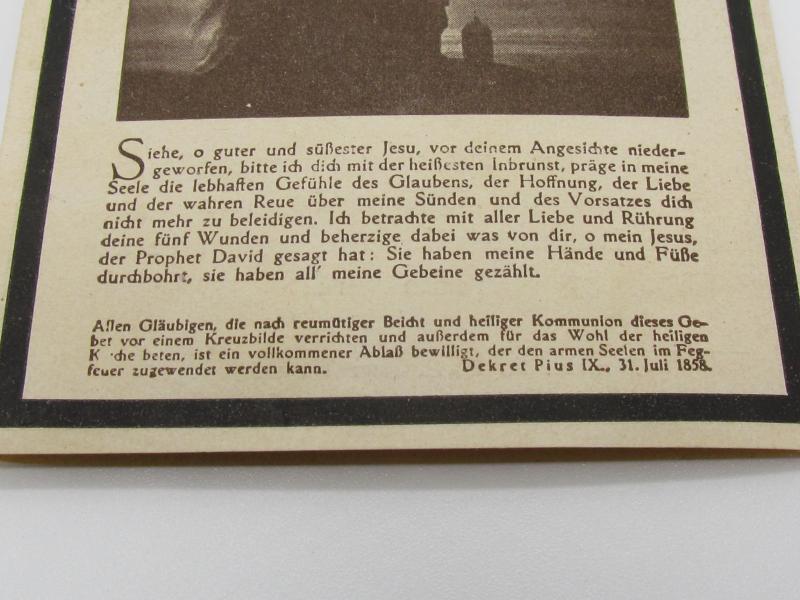 Siehe, o guter und süßester Jesu, vor deinem Angesichte nieder-
geworfen, bitte ich dich mit der heißesten Inbrunst, präge in meine
Seele die lebhaften Gefühle des Glaubens, der Hoffnung, der Liebe
und der wahren Reue über meine Sünden und des Vorsatzes dich
nicht mehr zu beleidigen. Ich betrachte mit aller Liebe und Rührung
deine fünf Wunden und beherzige dabei was von dir, o mein Jesus,
der Prophet David gesagt hat: Sie haben meine Hände und Füße
durchbohrt, sie haben all' meine Gebeine gezählt.
Allen Gläubigen, die nach reumütiger Beicht und heiliger Kommunion dieses Ge-
bet vor einem Kreuzbilde verrichten und außerdem für das Wohl der heiligen
K che beten, ist ein vollkommener Ablaß bewilligt, der den armen Seelen im Feg-
feuer zugewendet werden kann. Dekret Pius IX., 31. Juli 1858.